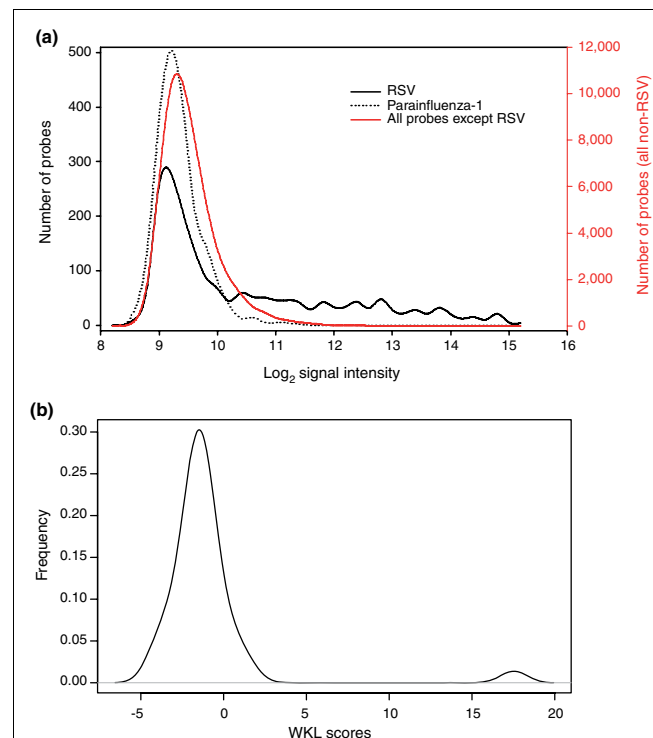 (a)
500
400
300
200
100
0
Number of probes
12,000
10,000
8,000
6,000
4,000
2,000
0
Number of probes (all non-RSV)
RSV
Parainfluenza-1
All probes except RSV
8 9 10 11 12 13 14 15 16
Log2 signal intensity
(b)
0.30
0.25
0.20
0.15
0.10
0.05
0.00
Frequency
-5 0 5 10 15 20
WKL scores